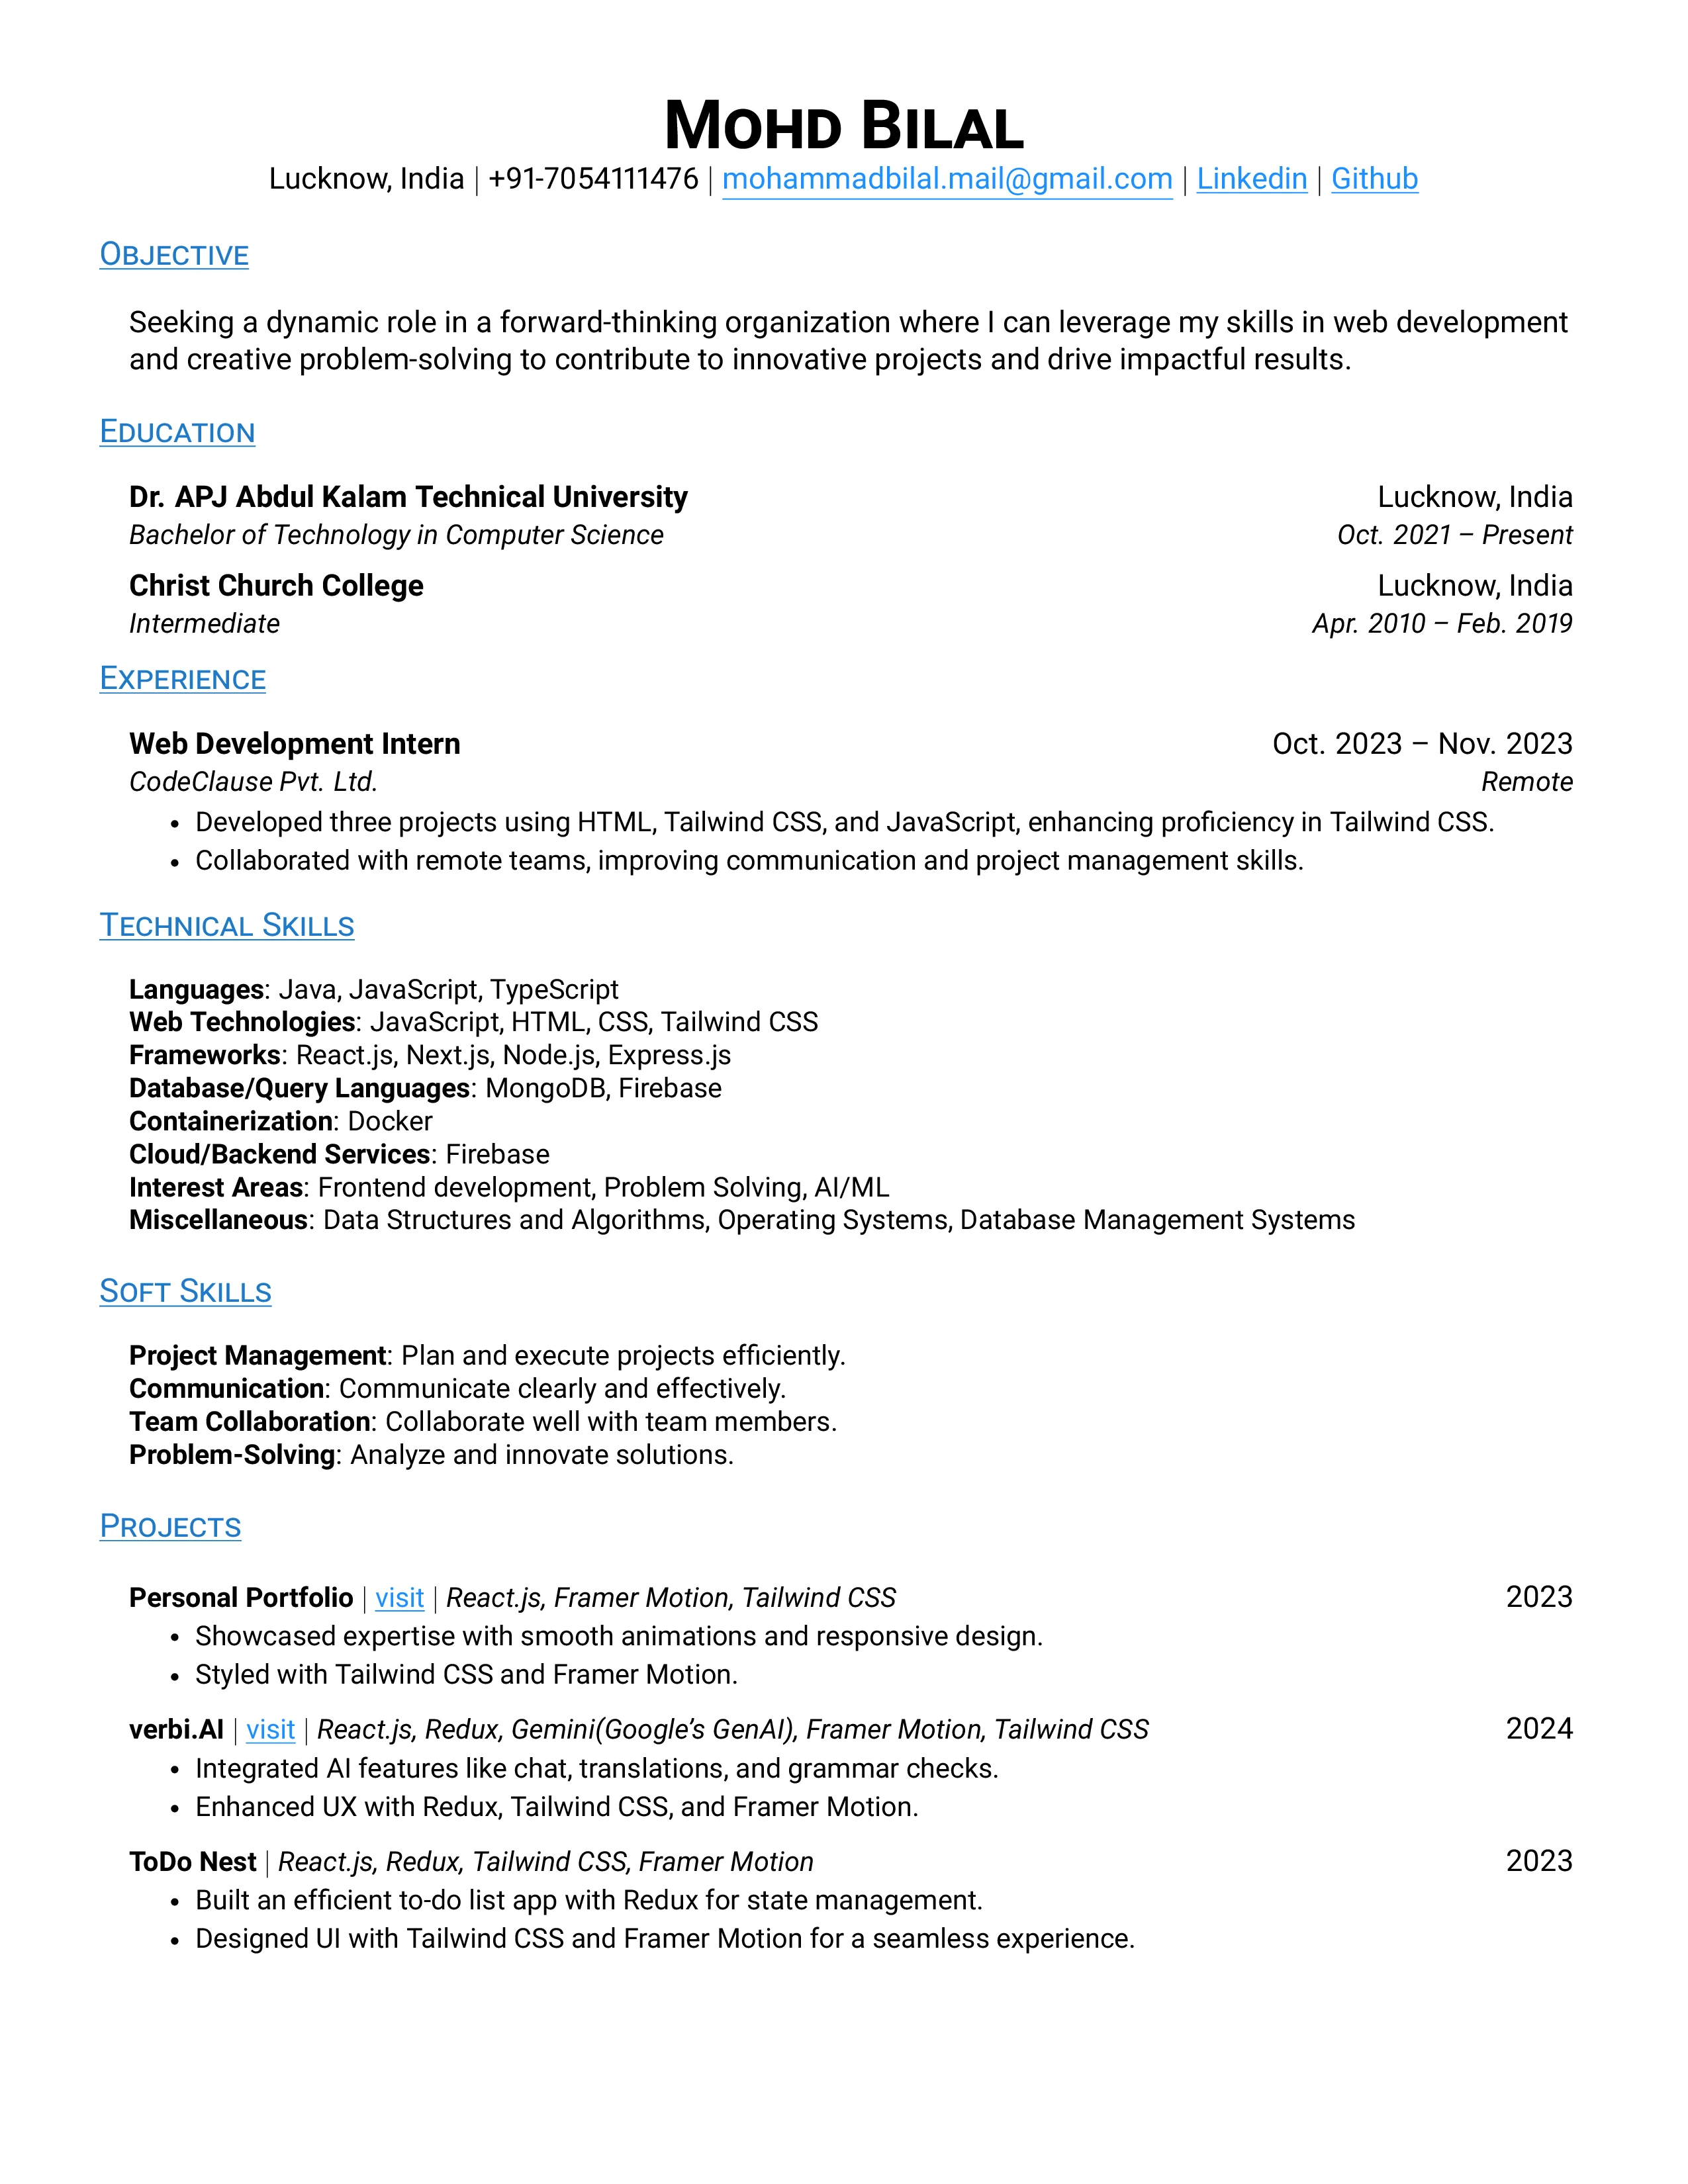 Mohd Bilal
Lucknow, India | +91-7054111476 | mohammadbilal.mail@gmail.com | Linkedin | Github
Objective
Seeking a dynamic role in a forward-thinking organization where I can leverage my skills in web development
and creative problem-solving to contribute to innovative projects and drive impactful results.
Education
Dr. APJ Abdul Kalam Technical University Lucknow, India
Bachelor of Technology in Computer Science Oct. 2021 – Present
Christ Church College Lucknow, India
Intermediate Apr. 2010 – Feb. 2019
Experience
Web Development Intern Oct. 2023 – Nov. 2023
CodeClause Pvt. Ltd. Remote
• Developed three projects using HTML, Tailwind CSS, and JavaScript, enhancing proficiency in Tailwind CSS.
• Collaborated with remote teams, improving communication and project management skills.
Technical Skills
Languages: Java, JavaScript, TypeScript
Web Technologies: JavaScript, HTML, CSS, Tailwind CSS
Frameworks: React.js, Next.js, Node.js, Express.js
Database/Query Languages: MongoDB, Firebase
Containerization: Docker
Cloud/Backend Services: Firebase
Interest Areas: Frontend development, Problem Solving, AI/ML
Miscellaneous: Data Structures and Algorithms, Operating Systems, Database Management Systems
Soft Skills
Project Management: Plan and execute projects efficiently.
Communication: Communicate clearly and effectively.
Team Collaboration: Collaborate well with team members.
Problem-Solving: Analyze and innovate solutions.
Projects
Personal Portfolio | visit | React.js, Framer Motion, Tailwind CSS 2023
• Showcased expertise with smooth animations and responsive design.
• Styled with Tailwind CSS and Framer Motion.
verbi.AI | visit | React.js, Redux, Gemini(Google’s GenAI), Framer Motion, Tailwind CSS 2024
• Integrated AI features like chat, translations, and grammar checks.
• Enhanced UX with Redux, Tailwind CSS, and Framer Motion.
ToDo Nest | React.js, Redux, Tailwind CSS, Framer Motion 2023
• Built an efficient to-do list app with Redux for state management.
• Designed UI with Tailwind CSS and Framer Motion for a seamless experience.